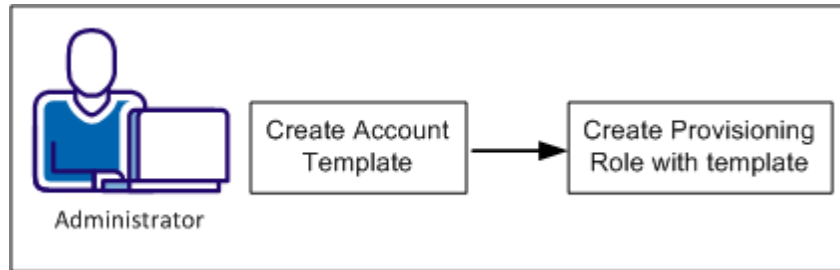 Create Account
Template
Create Provisioning
Role with template
Administrator